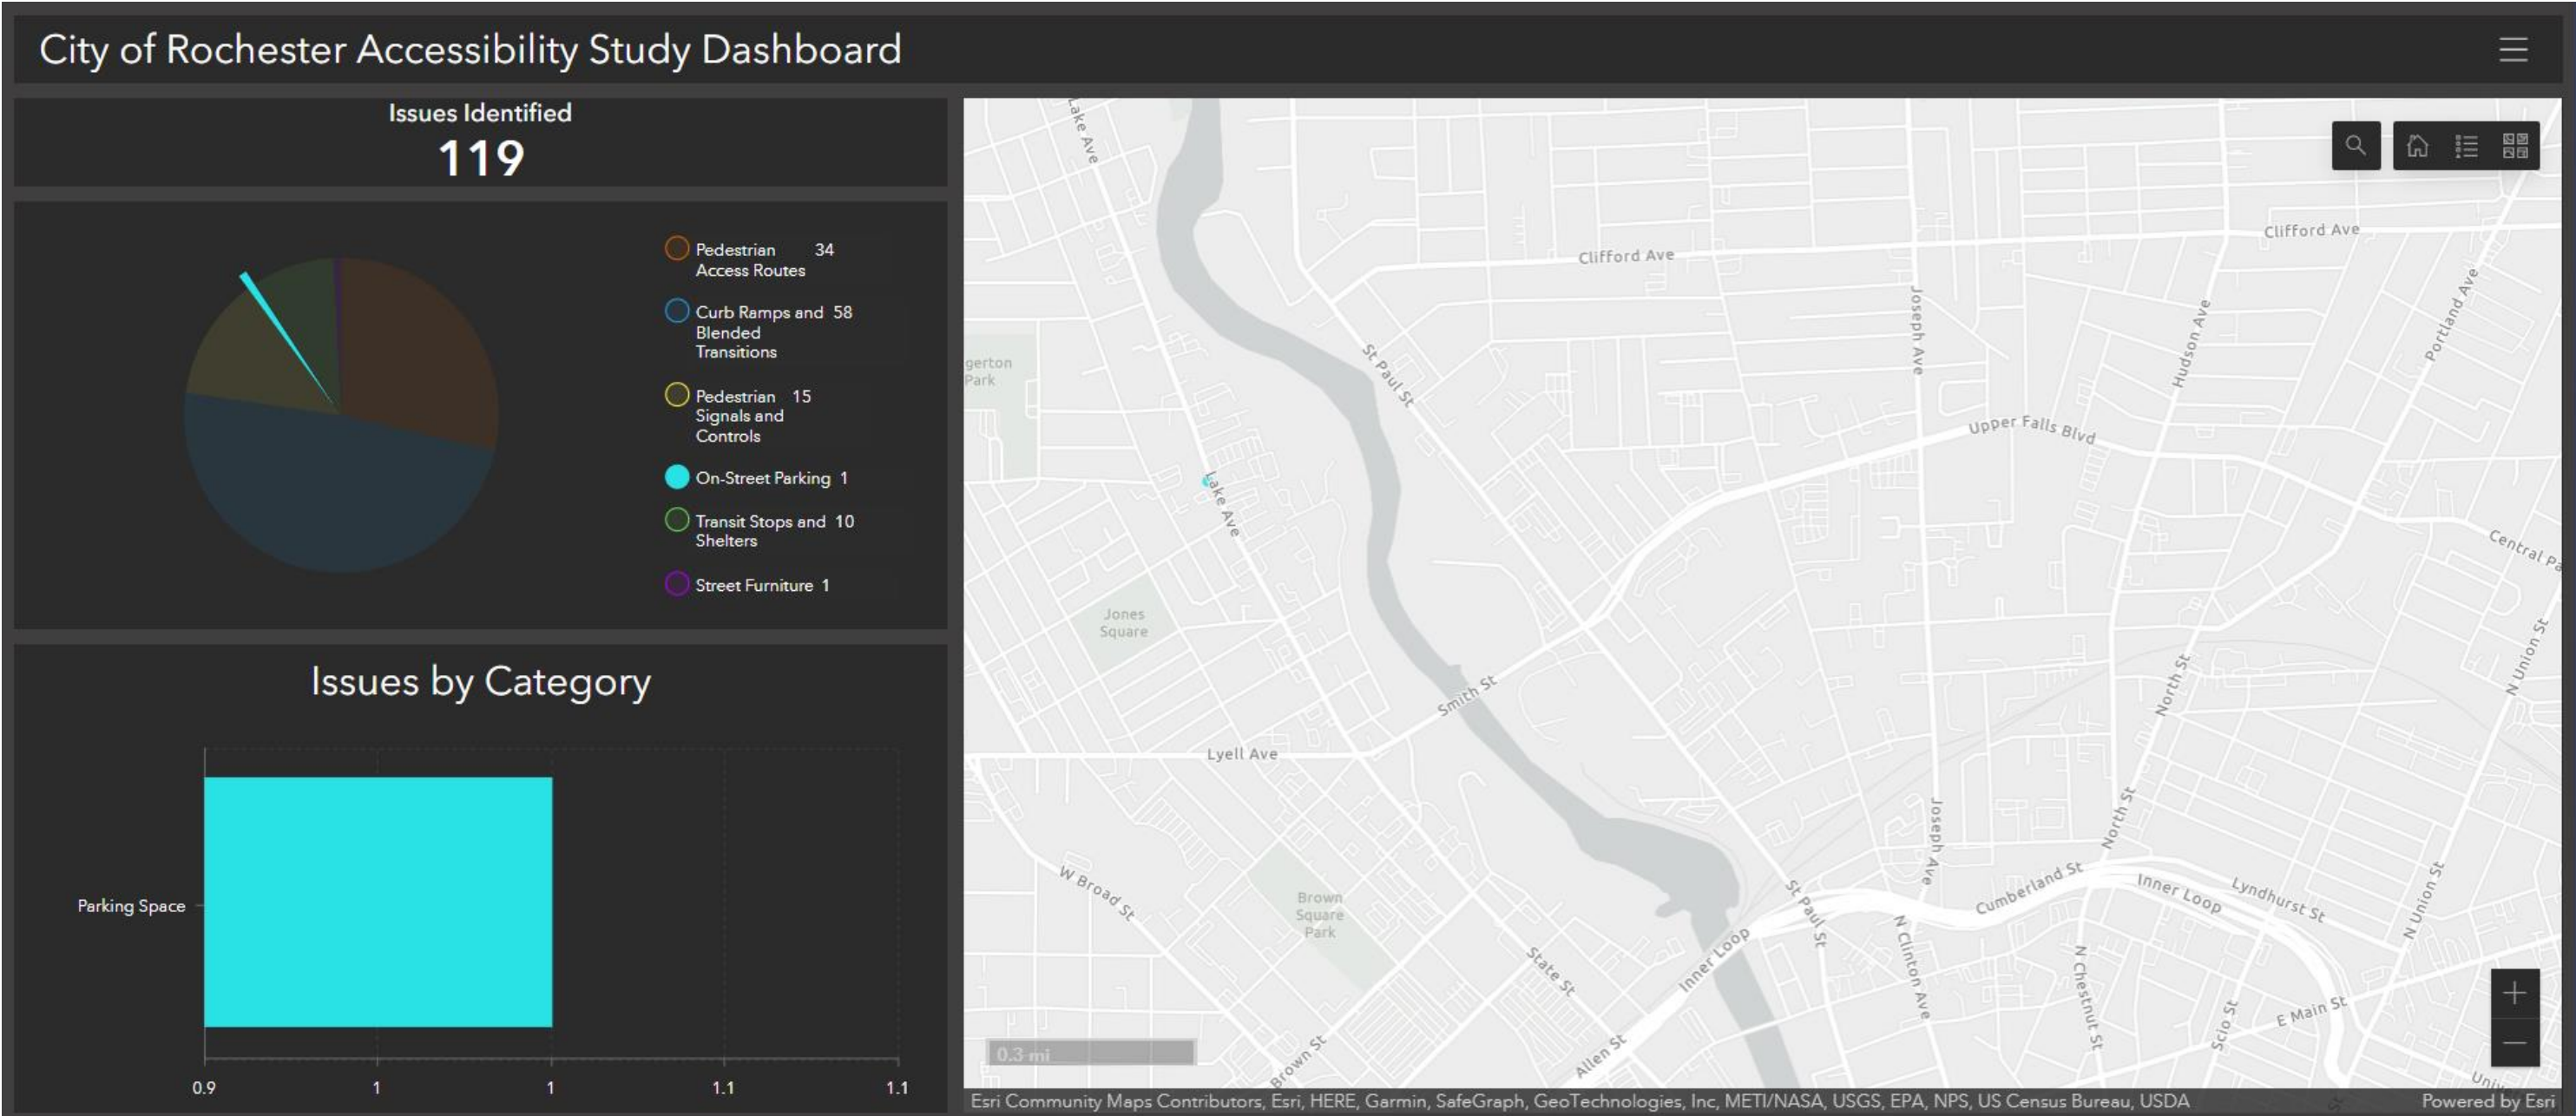 City of Rochester Accessibility Study Dashboard
Issues Identified
119
Pedestrian 34
Access Routes
Curb Ramps and 58
Blended
Transitions
Pedestrian 15
Signals and
Controls
On-Street Parking 1
Transit Stops and 10
Shelters
Street Furniture 1
Issues by Category
Parking Space
0.9 1 1 1.1 1.1
Lake Ave
Clifford Ave
Clifford Ave
Joseph Ave
Hudson Ave
Portland Ave
gerton
Park
St Paul St
Upper Falls Blvd
Lake Ave
Central Pa
Jones
Square
Smith St
North St
N Union St
Lyell Ave
North St
Joseph Ave
W Broad St
Brown
Square
Park
St Paul St
Cumberland St
Inner Loop
Lyndhurst St
N Union St
Inner Loop
N Clinton Ave
State St
N Chestnut St
Scio St
E Main St
Allen St
Brown St
0.3 mi
Esri Community Maps Contributors, Esri, HERE, Garmin, SafeGraph, GeoTechnologies, Inc, METI/NASA, USGS, EPA, NPS, US Census Bureau, USDA
Powered by Esri